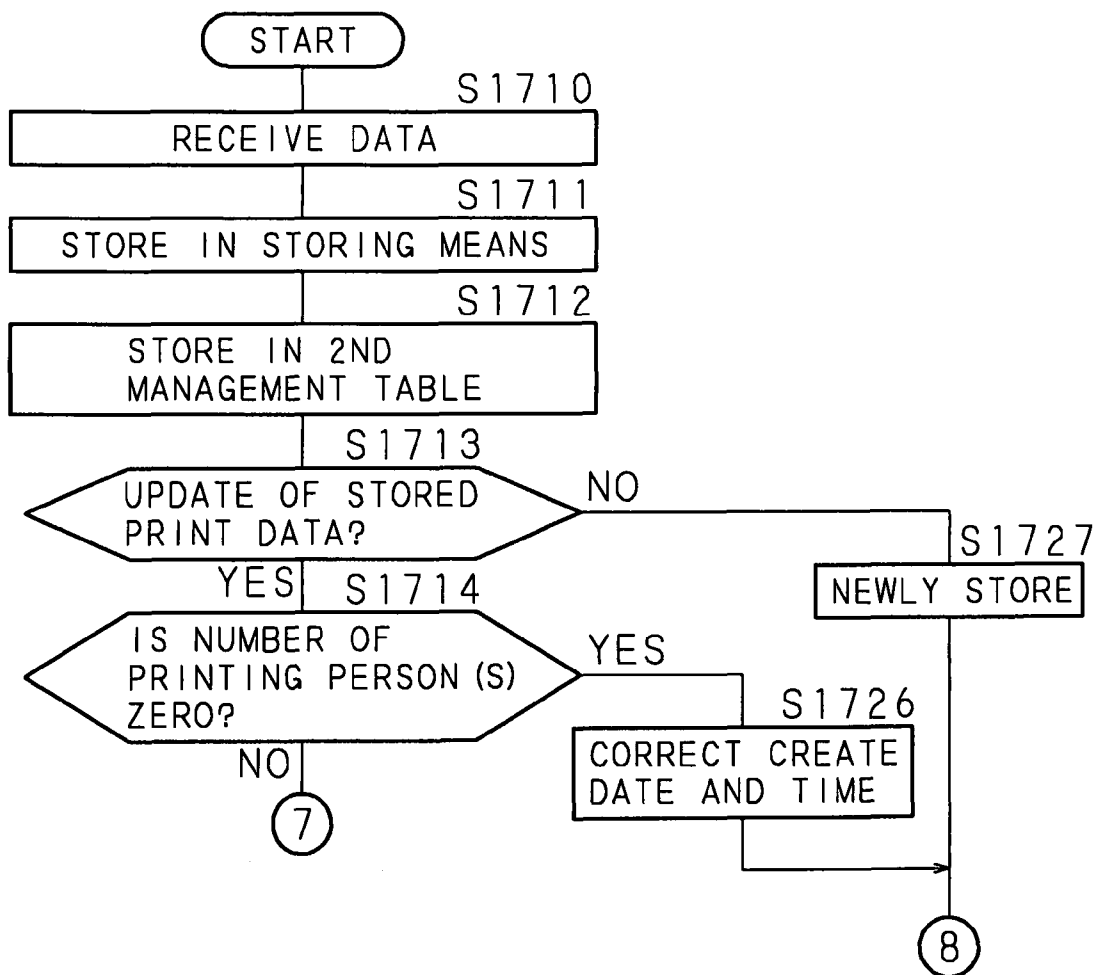 START
S1710
RECEIVE DATA
S1711
STORE IN STORING MEANS
S1712
STORE IN 2ND
MANAGEMENT TABLE
S1713
UPDATE OF STORED
PRINT DATA?
NO
S1727
NEWLY STORE
YES
S1714
IS NUMBER OF
PRINTING PERSON(S)
ZERO?
YES
S1726
CORRECT CREATE
DATE AND TIME
NO
7
8